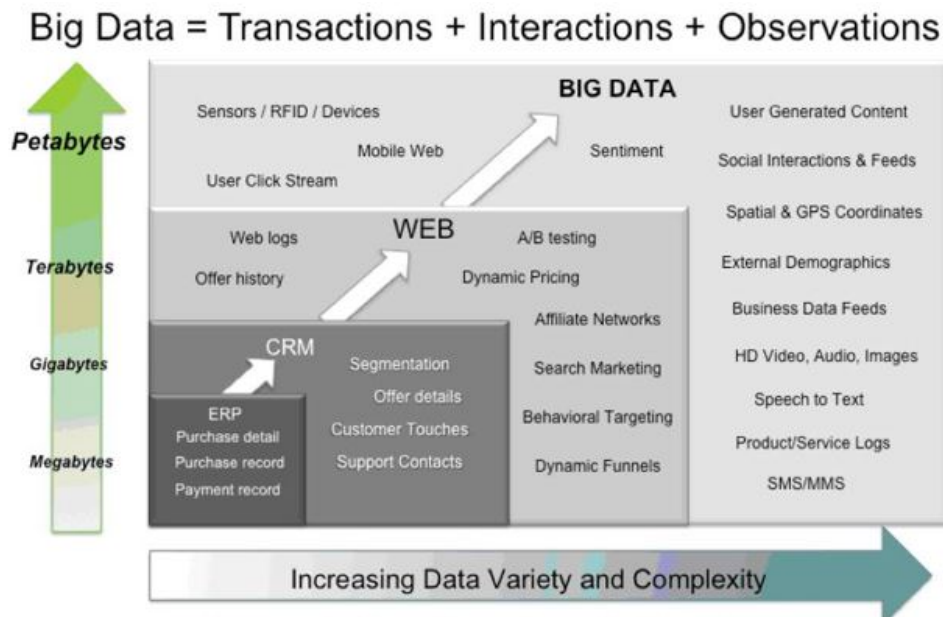 Big Data = Transactions + Interactions + Observations
Petabytes
Terabytes
Gigabytes
Megabytes
BIG DATA
Sensors / RFID / Devices
Mobile Web
User Click Stream
Sentiment
User Generated Content
Social Interactions & Feeds
Spatial & GPS Coordinates
External Demographics
Business Data Feeds
HD Video, Audio, Images
Speech to Text
Product/Service Logs
SMS/MMS
WEB
Web logs
Offer history
A/B testing
Dynamic Pricing
Affiliate Networks
Search Marketing
Behavioral Targeting
Dynamic Funnels
CRM
Segmentation
Offer details
Customer Touches
Support Contacts
ERP
Purchase detail
Purchase record
Payment record
Increasing Data Variety and Complexity